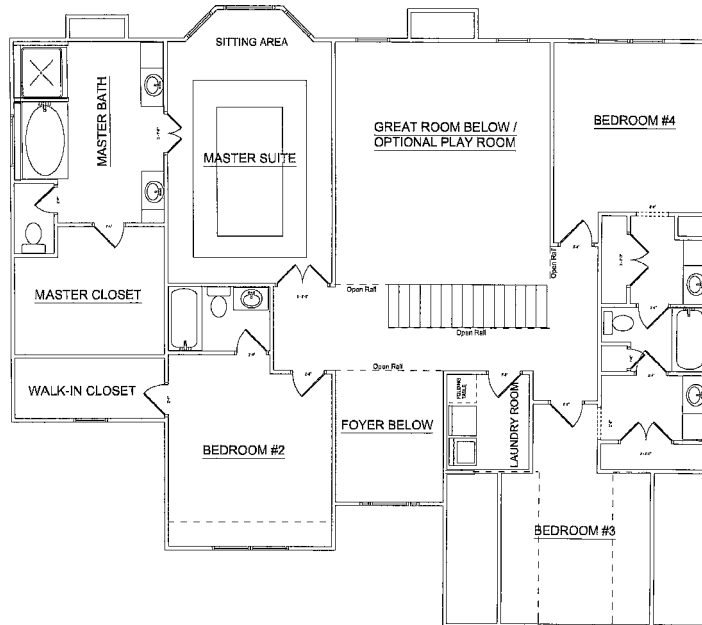 SITTING AREA
MASTER BATH
MASTER SUITE
GREAT ROOM BELOW /
OPTIONAL PLAY ROOM
BEDROOM #4
Open Rail
MASTER CLOSET
Open Rail
Open Rail
Open Rail
WALK-IN CLOSET
BEDROOM #2
FOYER BELOW
FOLDING
TABLE
LAUNDRY ROOM
BEDROOM #3